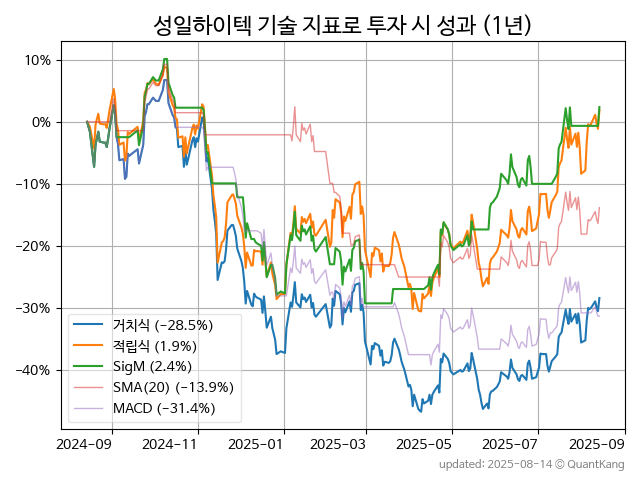 성일하이텍 기술 지표로 투자 시 성과 (1년)
10%
0%
−10%
−20%
−30%
−40%
거치식 (−28.5%)
적립식 (1.9%)
SigM (2.4%)
SMA(20) (−13.9%)
MACD (−31.4%)
2024-09
2024-11
2025-01
2025-03
2025-05
2025-07
2025-09
updated: 2025-08-14 © QuantKang